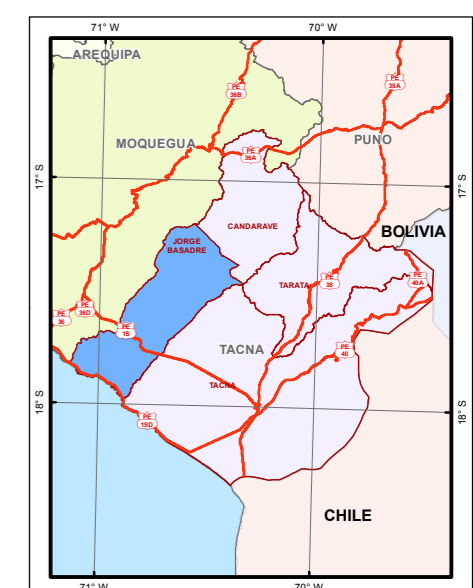 71° W
70° W
AREQUIPA
PE
36B
PE
38A
MOQUEGUA
PUNO
PE
36A
17° S
17° S
CANDARAVE
JORGE
BASADRE
BOLIVIA
TARATA
PE
38
PE
40A
PE
36D
PE
36
PE
1S
PE
40
TACNA
TACNA
18° S
18° S
PE
1SD
CHILE
71° W
70° W